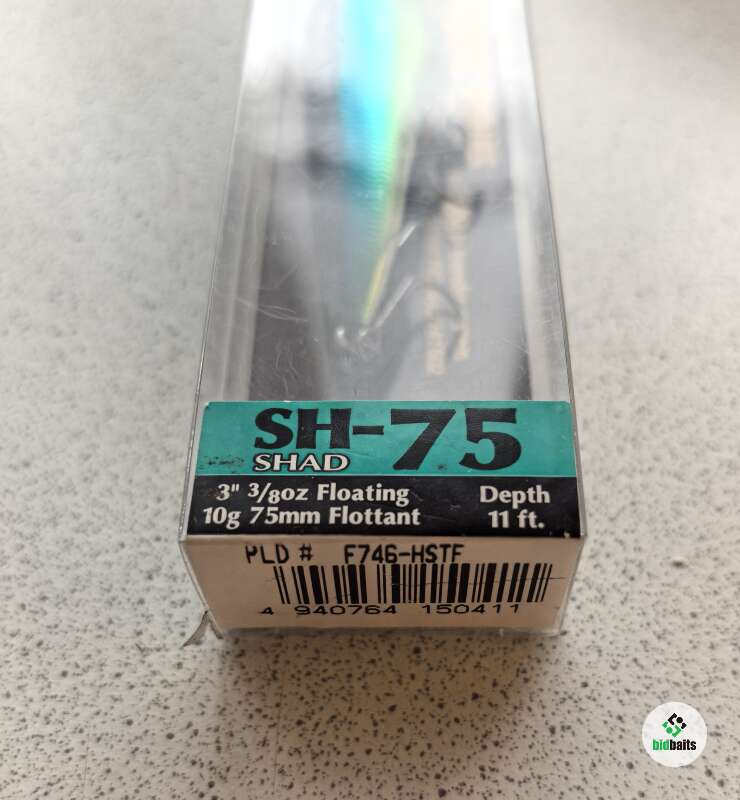 SH-75
SHAD
3" 3/8oz Floating
10g 75mm Flottant
Depth
11 ft.
PLD # F746-HSTF
4 940764 150411
bidbaits